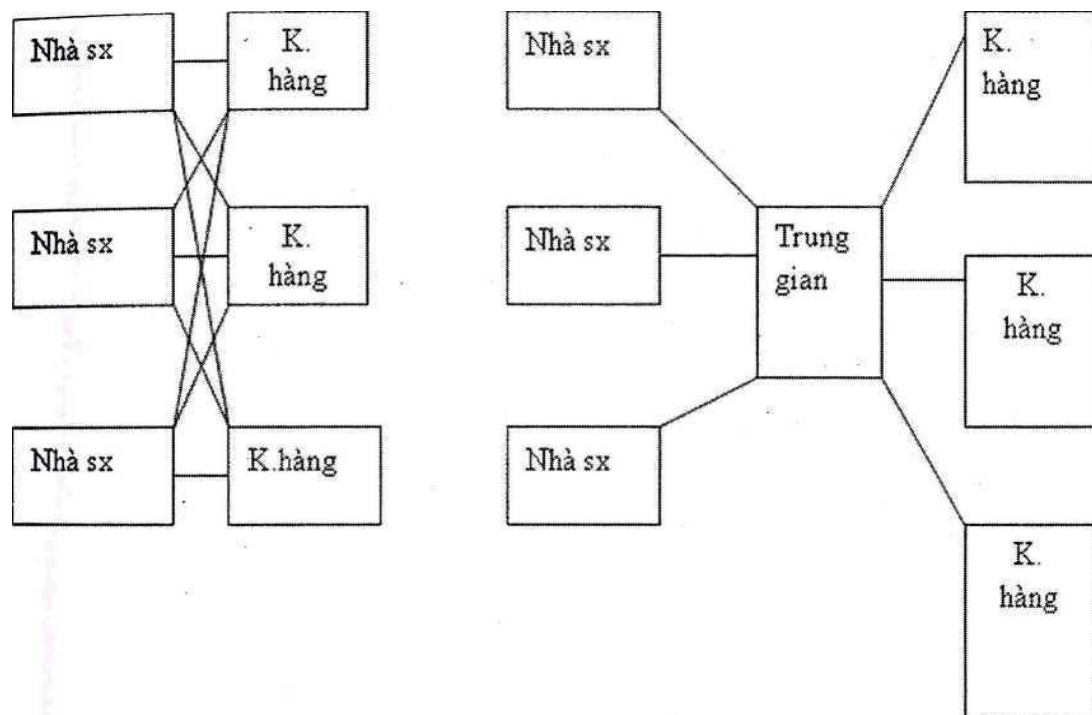 Nhà sx
K.
hàng
Nhà sx
K.
hàng
Nhà sx
K.hàng
Nhà sx
Nhà sx
Nhà sx
Trung
gian
K.
hàng
K.
hàng
K.
hàng